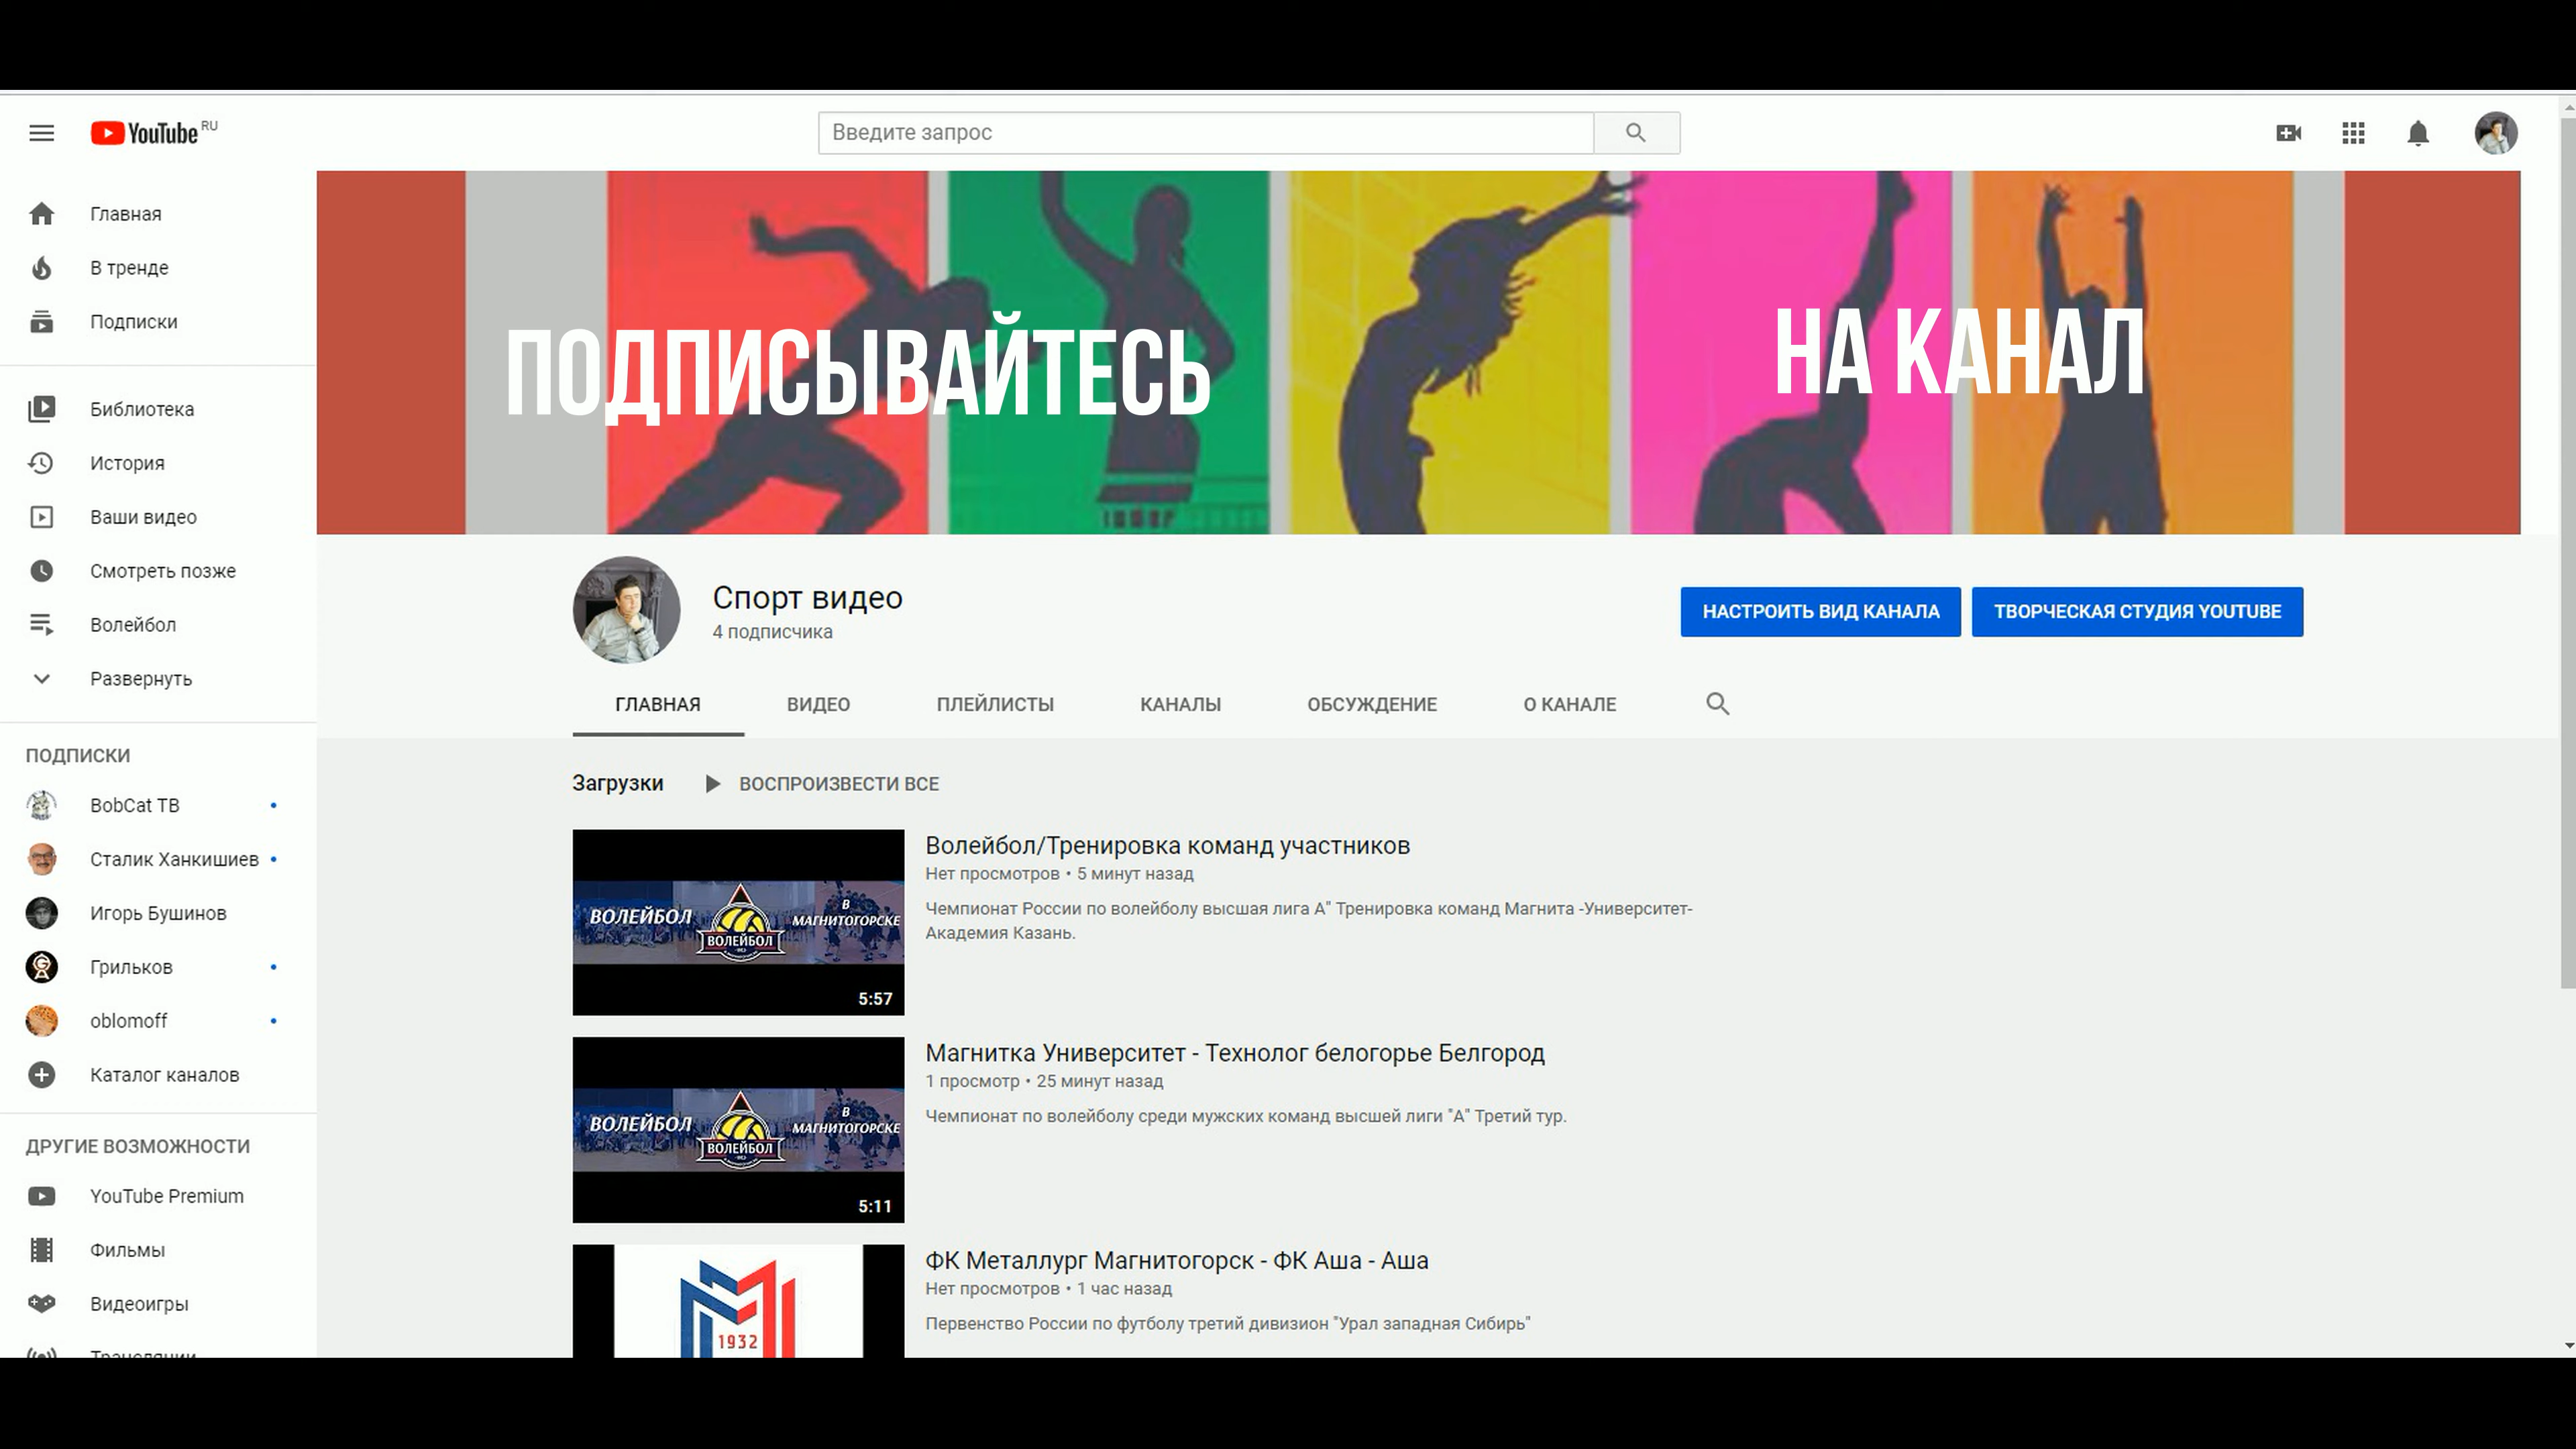 YouTube RU
Введите запрос
Главная
В тренде
Подписки
Библиотека
История
Ваши видео
Смотреть позже
Волейбол
Развернуть
ПОДПИСКИ
BobCat ТВ
Сталик Ханкишиев
Игорь Бушинов
Грильков
oblomoff
Каталог каналов
ДРУГИЕ ВОЗМОЖНОСТИ
YouTube Premium
Фильмы
Видеоигры
Трансляции
ПОДПИСЫВАЙТЕСЬ
НА КАНАЛ
Спорт видео
4 подписчика
НАСТРОИТЬ ВИД КАНАЛА
ТВОРЧЕСКАЯ СТУДИЯ YOUTUBE
ГЛАВНАЯ ВИДЕО ПЛЕЙЛИСТЫ КАНАЛЫ ОБСУЖДЕНИЕ О КАНАЛЕ
Загрузки ВОСПРОИЗВЕСТИ ВСЕ
ВОЛЕЙБОЛ
ВОЛЕЙБОЛ
В
МАГНИТОГОРСКЕ
5:57
Волейбол/Тренировка команд участников
Нет просмотров • 5 минут назад
Чемпионат России по волейболу высшая лига А" Тренировка команд Магнита -Университет-
Академия Казань.
ВОЛЕЙБОЛ
ВОЛЕЙБОЛ
В
МАГНИТОГОРСКЕ
5:11
Магнитка Университет - Технолог белогорье Белгород
1 просмотр • 25 минут назад
Чемпионат по волейболу среди мужских команд высшей лиги "А" Третий тур.
1932
ФК Металлург Магнитогорск - ФК Аша - Аша
Нет просмотров • 1 час назад
Первенство России по футболу третий дивизион "Урал западная Сибирь"